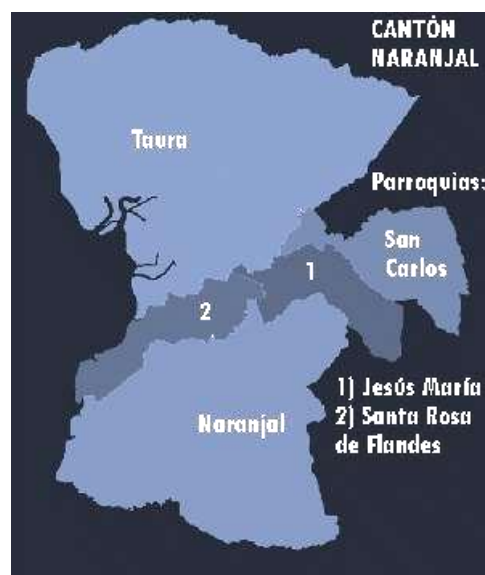 CANTÓN
NARANJAL
Taura
Parroquias:
San
Carlos
1
2
Naranjal
1) Jesús María
2) Santa Rosa
de Flandes